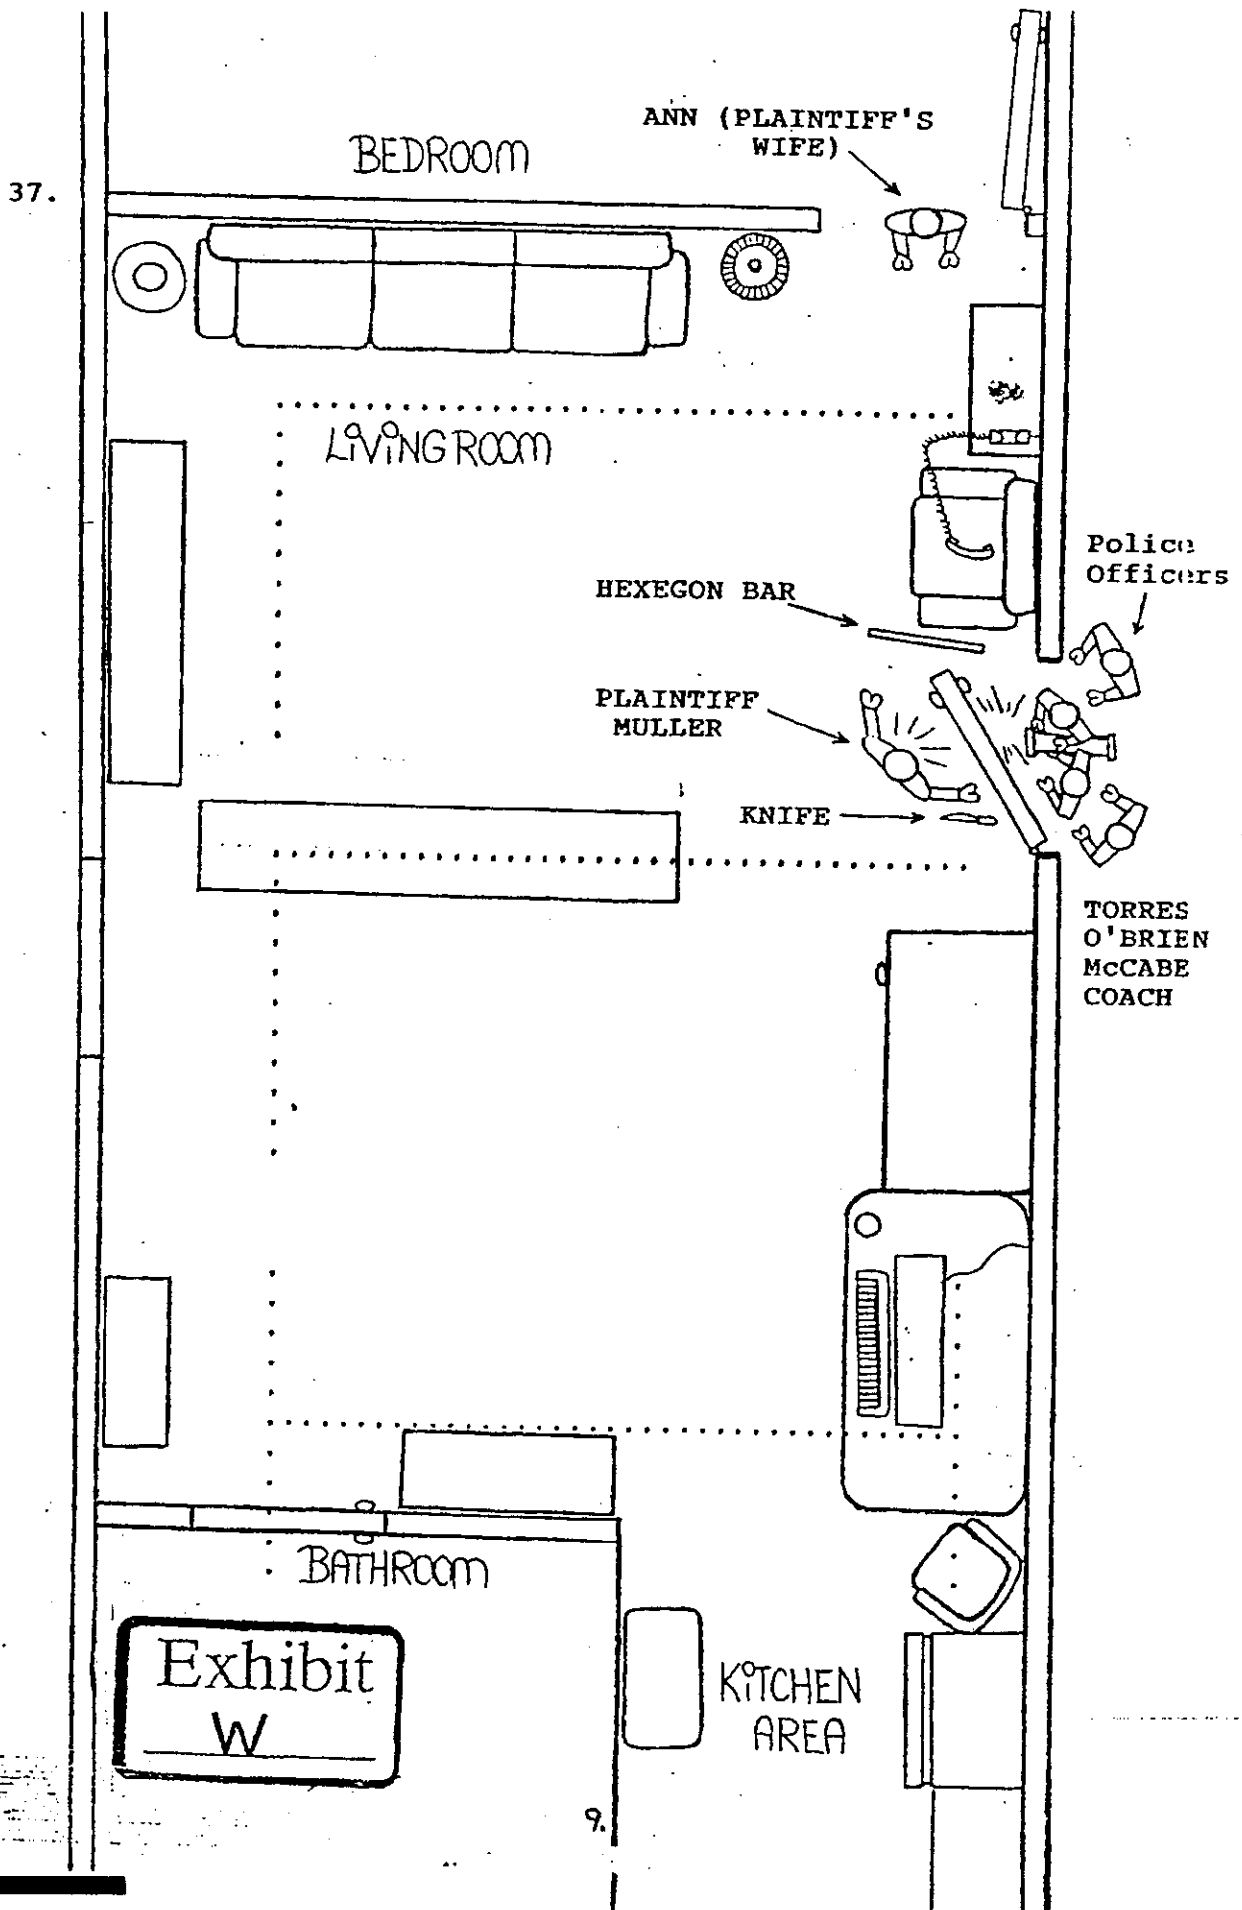 ANN (PLAINTIFF'S
WIFE)
BEDROOM
37.
LIVING ROOM
Police
Officers
HEXEGON BAR
PLAINTIFF
MULLER
KNIFE
TORRES
O'BRIEN
McCABE
COACH
BATHROOM
Exhibit
W
KITCHEN
AREA
9.